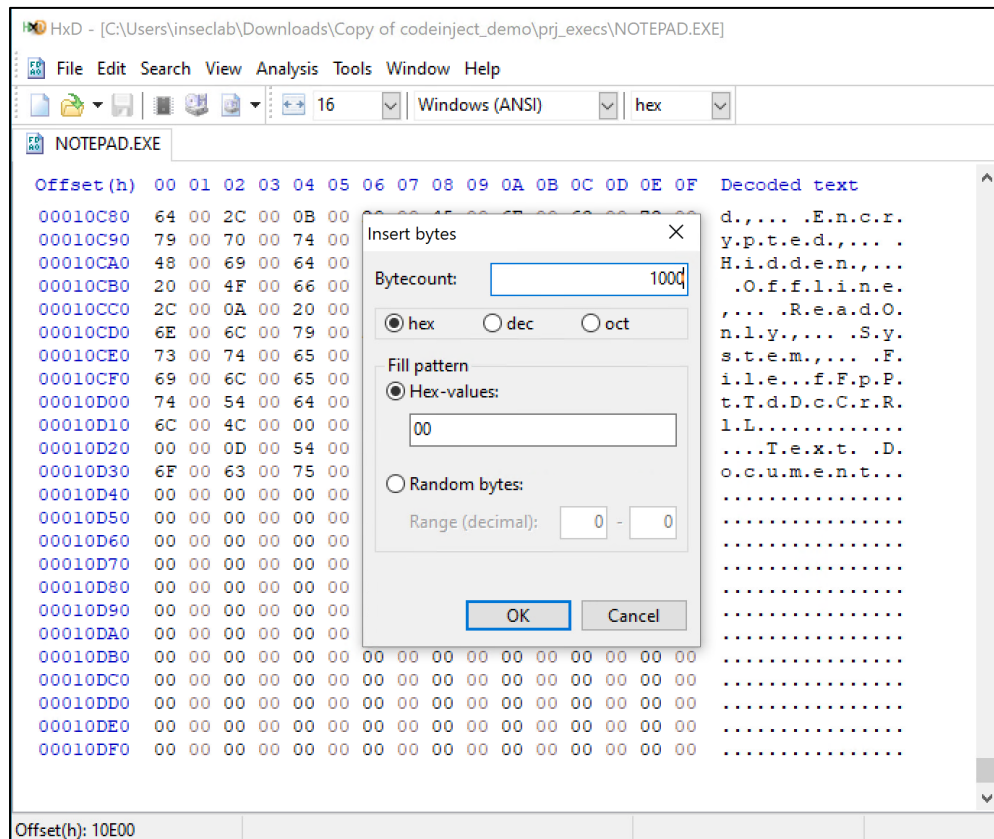 HxD - [C:\Users\inseclab\Downloads\Copy of codeinject_demo\prj_execs\NOTEPAD.EXE]
File Edit Search View Analysis Tools Window Help
16 Windows (ANSI) hex
NOTEPAD.EXE
Offset(h) 00 01 02 03 04 05 06 07 08 09 0A 0B 0C 0D 0E 0F Decoded text
00010C80 64 00 2C 00 0B 00 d.,... .E.n.c.r.
00010C90 79 00 70 00 74 00 y.p.t.e.d.,... .
00010CA0 48 00 69 00 64 00 H.i.d.d.e.n.,...
00010CB0 20 00 4F 00 66 00 .O.f.f.l.i.n.e.
00010CC0 2C 00 0A 00 20 00 ,... .R.e.a.d.O.
00010CD0 6E 00 6C 00 79 00 n.l.y.,... .S.y.
00010CE0 73 00 74 00 65 00 s.t.e.m.,... .F.
00010CF0 69 00 6C 00 65 00 i.l.e...f.F.p.P.
00010D00 74 00 54 00 64 00 t.T.d.D.c.C.r.R.
00010D10 6C 00 4C 00 00 00 l.L.............
00010D20 00 00 0D 00 54 00 ....T.e.x.t. .D.
00010D30 6F 00 63 00 75 00 o.c.u.m.e.n.t...
00010D40 00 00 00 00 00 00 ................
00010D50 00 00 00 00 00 00 ................
00010D60 00 00 00 00 00 00 ................
00010D70 00 00 00 00 00 00 ................
00010D80 00 00 00 00 00 00 ................
00010D90 00 00 00 00 00 00 ................
00010DA0 00 00 00 00 00 00 ................
00010DB0 00 00 00 00 00 00 00 00 00 00 00 00 00 00 00 00 ................
00010DC0 00 00 00 00 00 00 00 00 00 00 00 00 00 00 00 00 ................
00010DD0 00 00 00 00 00 00 00 00 00 00 00 00 00 00 00 00 ................
00010DE0 00 00 00 00 00 00 00 00 00 00 00 00 00 00 00 00 ................
00010DF0 00 00 00 00 00 00 00 00 00 00 00 00 00 00 00 00 ................
Insert bytes
Bytecount: 1000
hex dec oct
Fill pattern
Hex-values:
00
Random bytes:
Range (decimal): 0 - 0
OK Cancel
Offset(h): 10E00